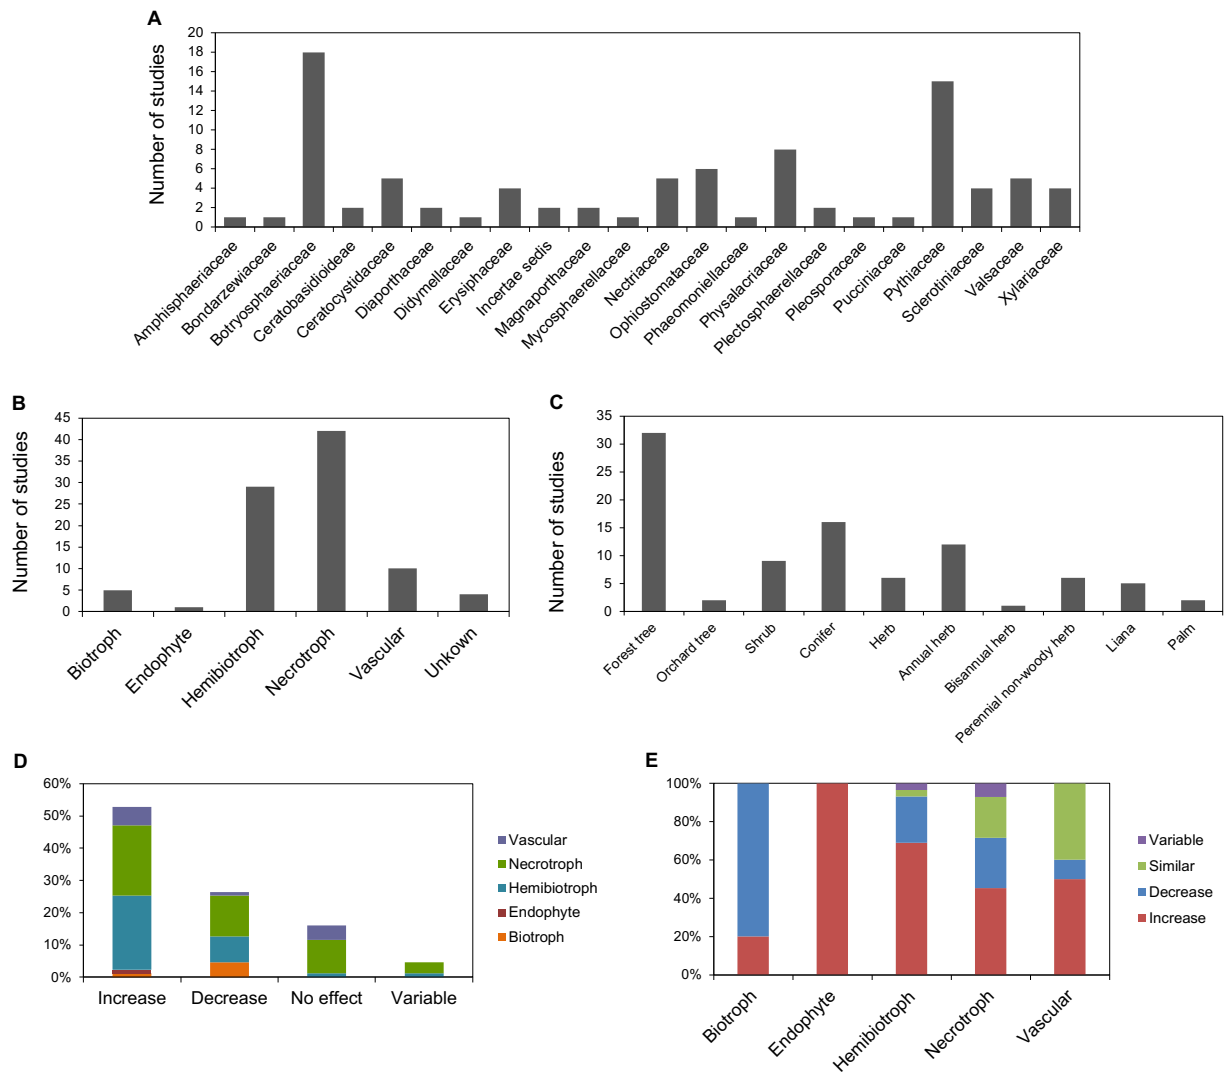 A
Number of studies
20
18
16
14
12
10
8
6
4
2
0
Amphisphaeriaceae
Bondarzewiaceae
Botryosphaeriaceae
Ceratobasidioideae
Ceratocystidaceae
Diaporthaceae
Didymellaceae
Erysiphaceae
Incertae sedis
Magnaporthaceae
Mycosphaerellaceae
Nectriaceae
Ophiostomataceae
Phaeomoniellaceae
Physalacriaceae
Plectosphaerellaceae
Pleosporaceae
Pucciniaceae
Pythiaceae
Sclerotiniaceae
Valsaceae
Xylariaceae
B
Number of studies
45
40
35
30
25
20
15
10
5
0
Biotroph
Endophyte
Hemibiotroph
Necrotroph
Vascular
Unkown
C
Number of studies
35
30
25
20
15
10
5
0
Forest tree
Orchard tree
Shrub
Conifer
Herb
Annual herb
Bisannual herb
Perennial non-woody herb
Liana
Palm
D
60%
50%
40%
30%
20%
10%
0%
Increase
Decrease
No effect
Variable
Vascular
Necrotroph
Hemibiotroph
Endophyte
Biotroph
E
100%
80%
60%
40%
20%
0%
Biotroph
Endophyte
Hemibiotroph
Necrotroph
Vascular
Variable
Similar
Decrease
Increase